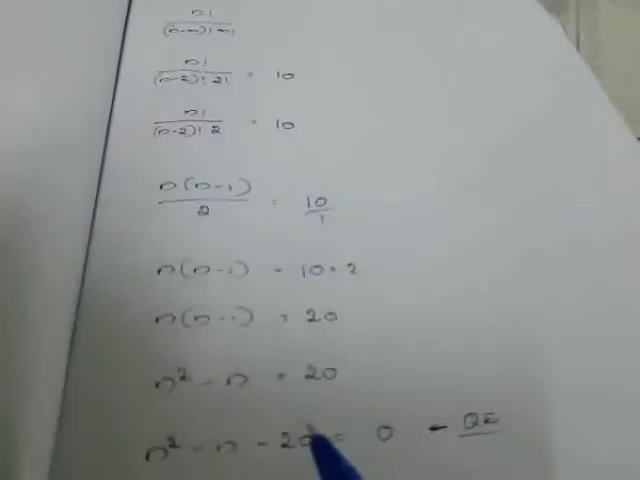 n!
(n-m)! m!
n!
(n-2)! 2! = 10
n!
(n-2)! 2 = 10
n(n-1)
2 = 10
1
n(n-1) = 10 × 2
n(n-1) = 20
n² - n = 20
n² - n - 20 = 0 - QE